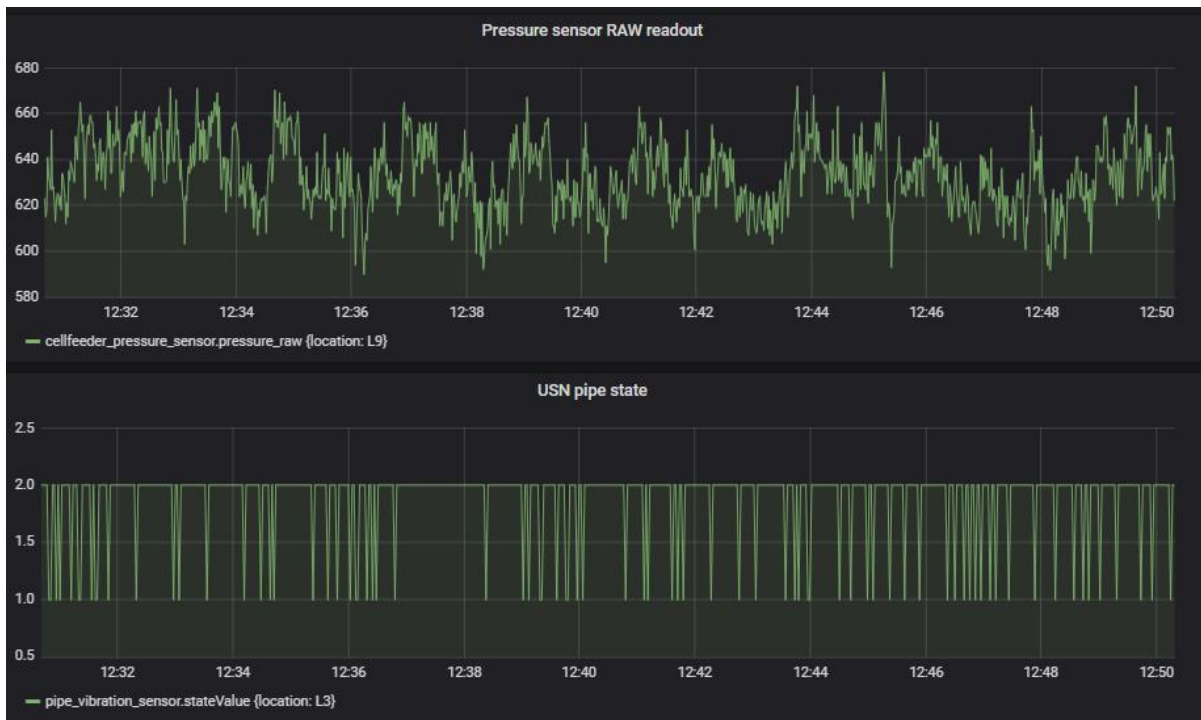 Pressure sensor RAW readout
680
660
640
620
600
580
12:32 12:34 12:36 12:38 12:40 12:42 12:44 12:46 12:48 12:50
cellfeeder_pressure_sensor.pressure_raw {location: L9}
USN pipe state
2.5
2.0
1.5
1.0
0.5
12:32 12:34 12:36 12:38 12:40 12:42 12:44 12:46 12:48 12:50
pipe_vibration_sensor.stateValue {location: L3}